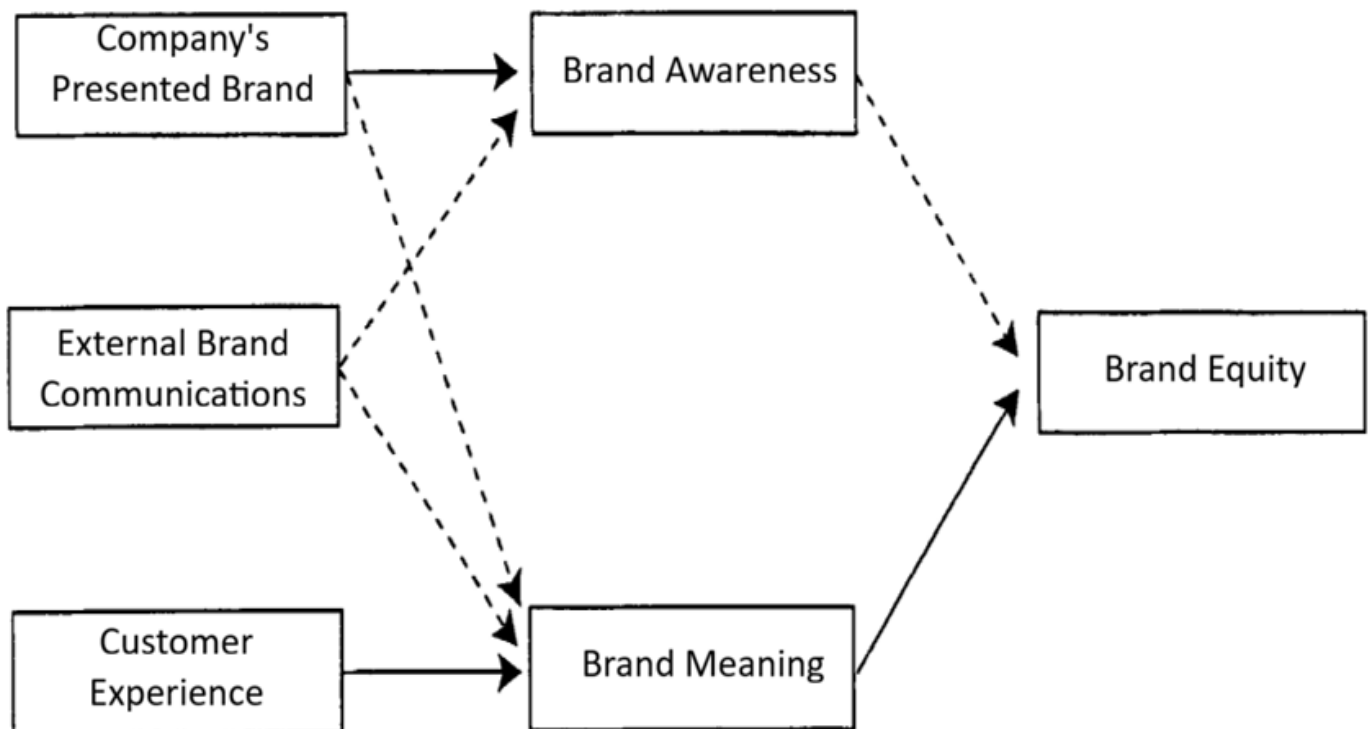 Company's
Presented Brand
Brand Awareness
External Brand
Communications
Brand Equity
Customer
Experience
Brand Meaning